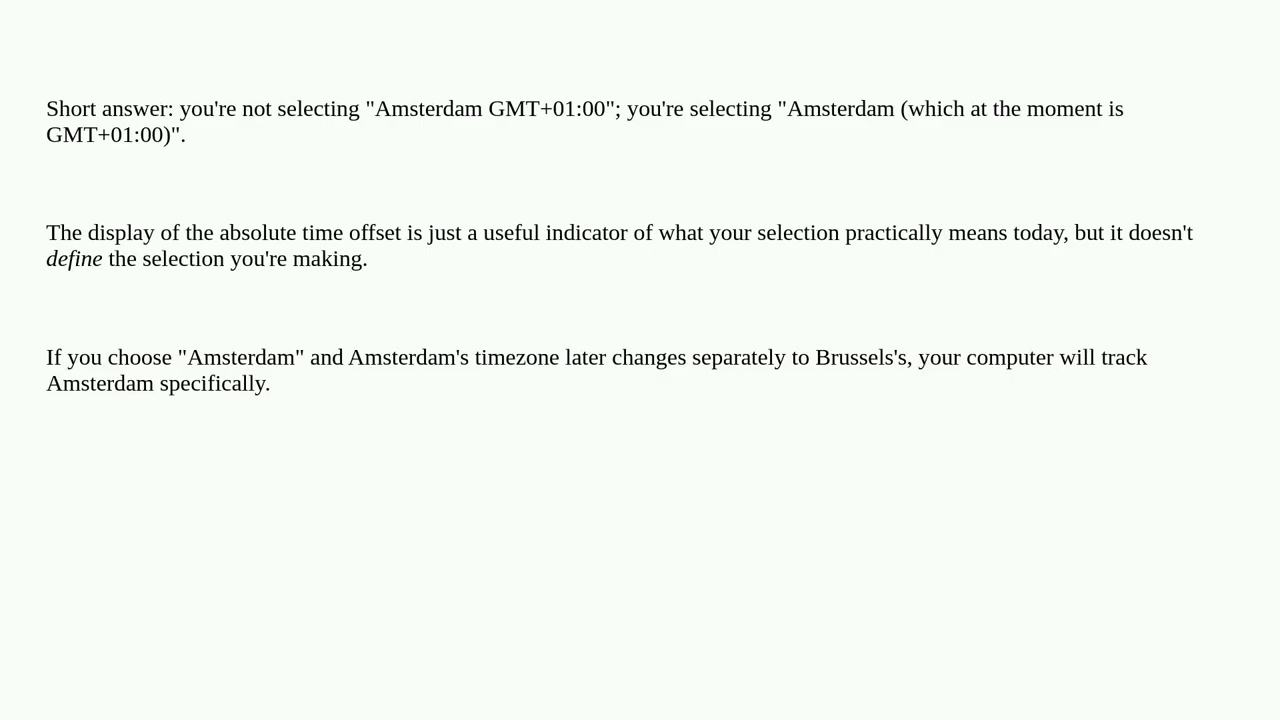 Short answer: you're not selecting "Amsterdam GMT+01:00"; you're selecting "Amsterdam (which at the moment is
GMT+01:00)".
The display of the absolute time offset is just a useful indicator of what your selection practically means today, but it doesn't
define the selection you're making.
If you choose "Amsterdam" and Amsterdam's timezone later changes separately to Brussels's, your computer will track
Amsterdam specifically.